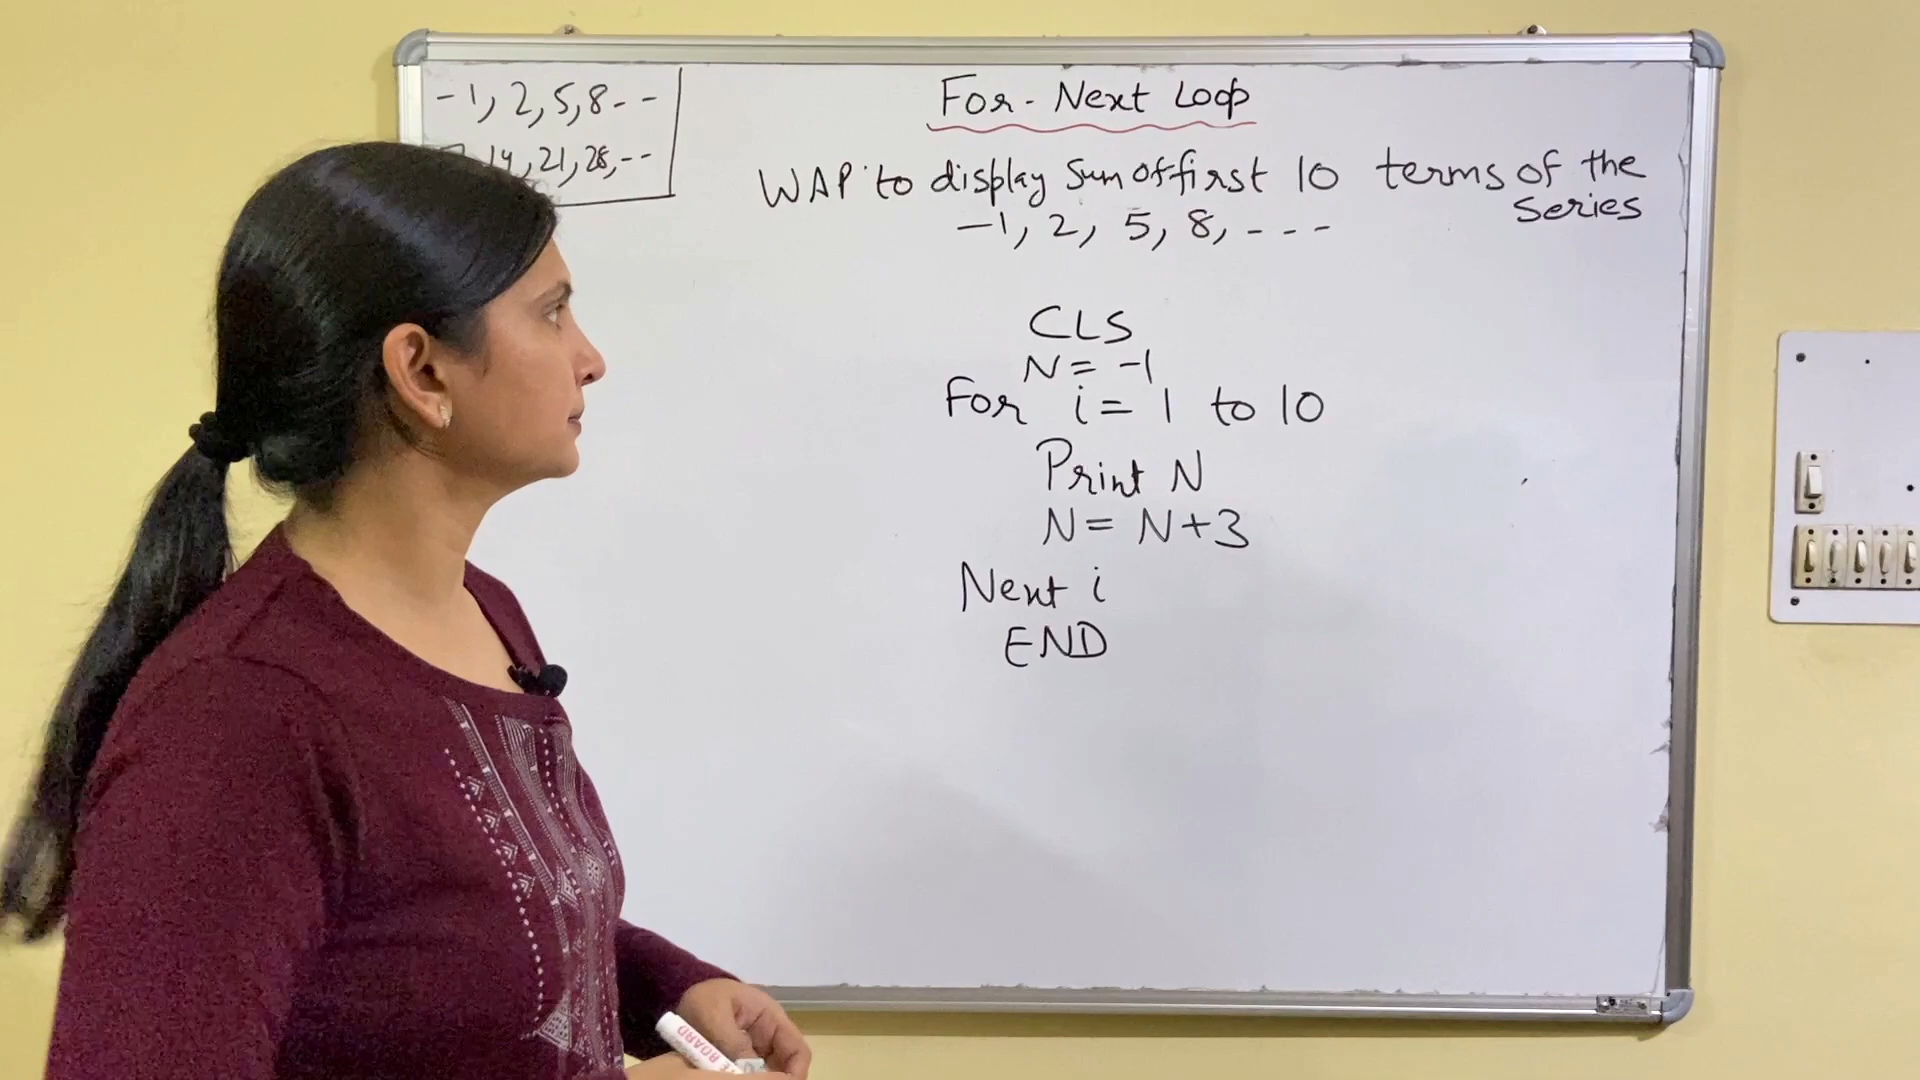 -1, 2, 5, 8 - -
14, 21, 28, - -
For - Next Loop
WAP to display Sum of first 10 terms of the
series
-1, 2, 5, 8, - - -
CLS
N = -1
For i = 1 to 10
Print N
N = N+3
Next i
END
BOARD